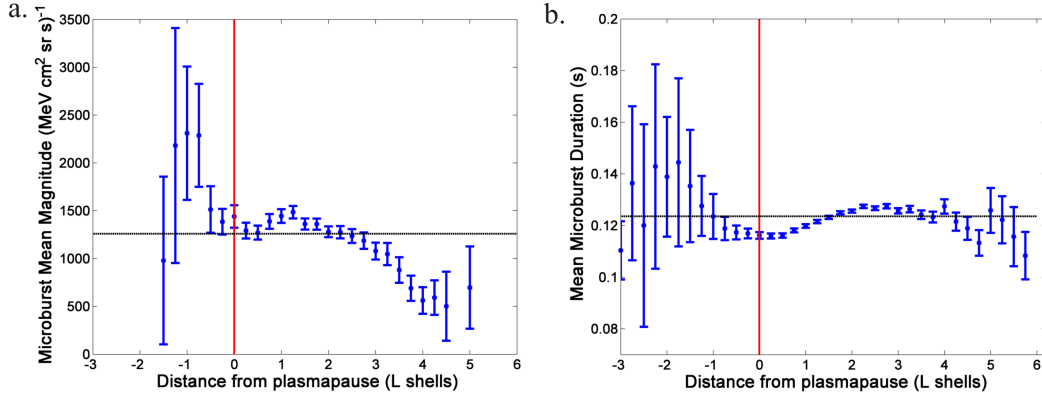 a.
Microburst Mean Magnitude (MeV cm² sr s)⁻¹
3500
3000
2500
2000
1500
1000
500
0
-3 -2 -1 0 1 2 3 4 5 6
Distance from plasmapause (L shells)
b.
Mean Microburst Duration (s)
0.2
0.18
0.16
0.14
0.12
0.1
0.08
-3 -2 -1 0 1 2 3 4 5 6
Distance from plasmapause (L shells)